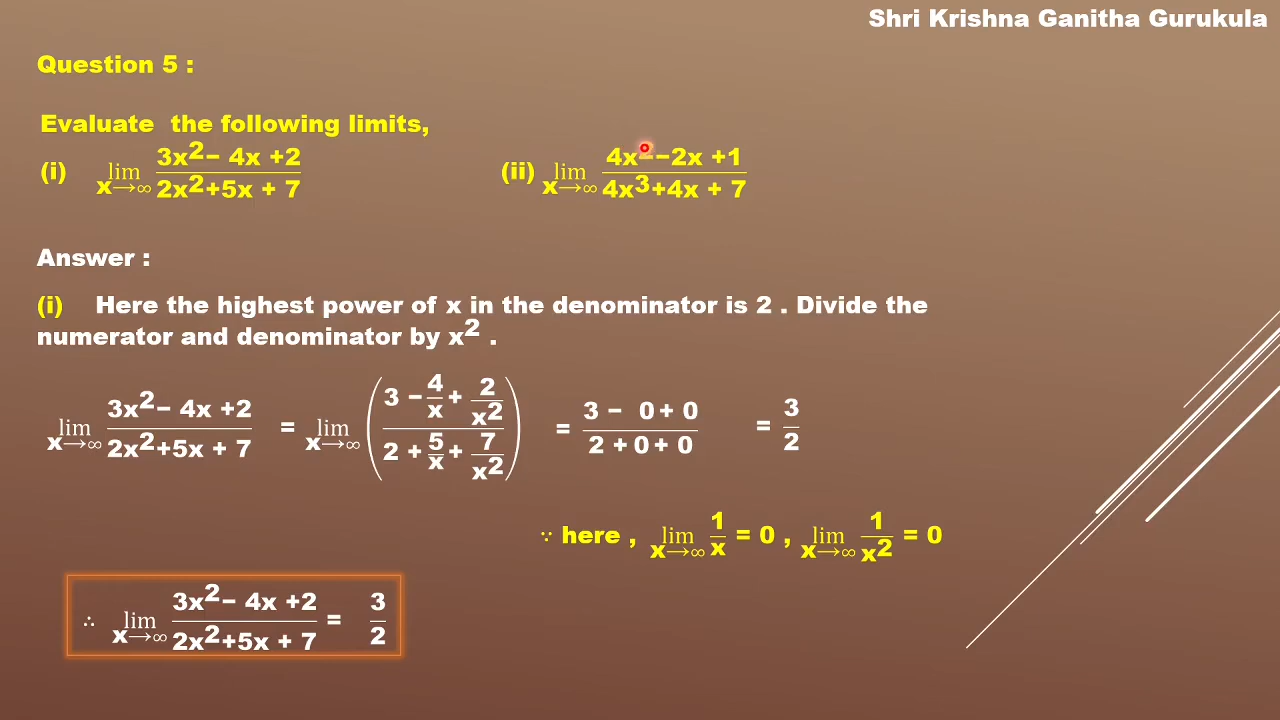 Shri Krishna Ganitha Gurukula
Question 5 :
Evaluate the following limits,
(i) lim x→∞ (3x² − 4x +2)/(2x²+5x + 7) (ii) lim x→∞ (4x −2x +1)/(4x³+4x + 7)
Answer :
(i) Here the highest power of x in the denominator is 2 . Divide the
numerator and denominator by x² .
lim x→∞ (3x² − 4x +2)/(2x²+5x + 7) = lim x→∞ ((3 − 4/x + 2/x²)/(2 + 5/x + 7/x²)) = (3 − 0 + 0)/(2 + 0 + 0) = 3/2
∵ here , lim x→∞ 1/x = 0 , lim x→∞ 1/x² = 0
∴ lim x→∞ (3x² − 4x +2)/(2x²+5x + 7) = 3/2